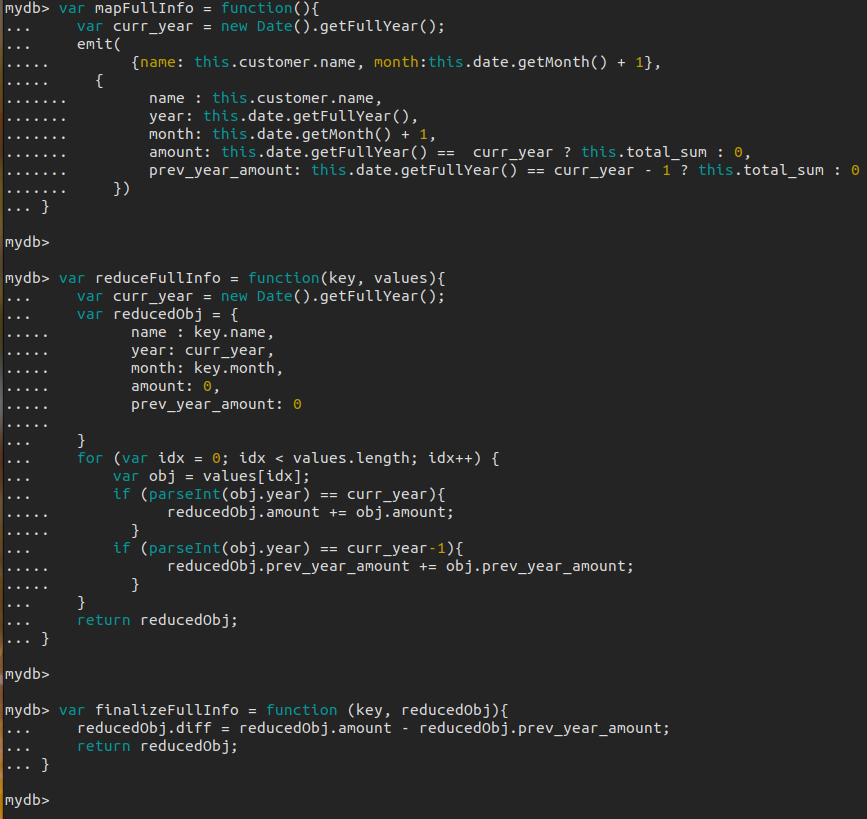 mydb> var mapFullInfo = function(){
...     var curr_year = new Date().getFullYear();
...     emit(
.....         {name: this.customer.name, month:this.date.getMonth() + 1},
.....     {
.......         name : this.customer.name,
.......         year: this.date.getFullYear(),
.......         month: this.date.getMonth() + 1,
.......         amount: this.date.getFullYear() ==  curr_year ? this.total_sum : 0,
.......         prev_year_amount: this.date.getFullYear() == curr_year - 1 ? this.total_sum : 0
.......     })
... }
mydb>
mydb> var reduceFullInfo = function(key, values){
...     var curr_year = new Date().getFullYear();
...     var reducedObj = {
.....         name : key.name,
.....         year: curr_year,
.....         month: key.month,
.....         amount: 0,
.....         prev_year_amount: 0
.....
...     }
...     for (var idx = 0; idx < values.length; idx++) {
...         var obj = values[idx];
...         if (parseInt(obj.year) == curr_year){
.....             reducedObj.amount += obj.amount;
.....         }
...         if (parseInt(obj.year) == curr_year-1){
.....             reducedObj.prev_year_amount += obj.prev_year_amount;
.....         }
...     }
...     return reducedObj;
... }
mydb>
mydb> var finalizeFullInfo = function (key, reducedObj){
...     reducedObj.diff = reducedObj.amount - reducedObj.prev_year_amount;
...     return reducedObj;
... }
mydb>